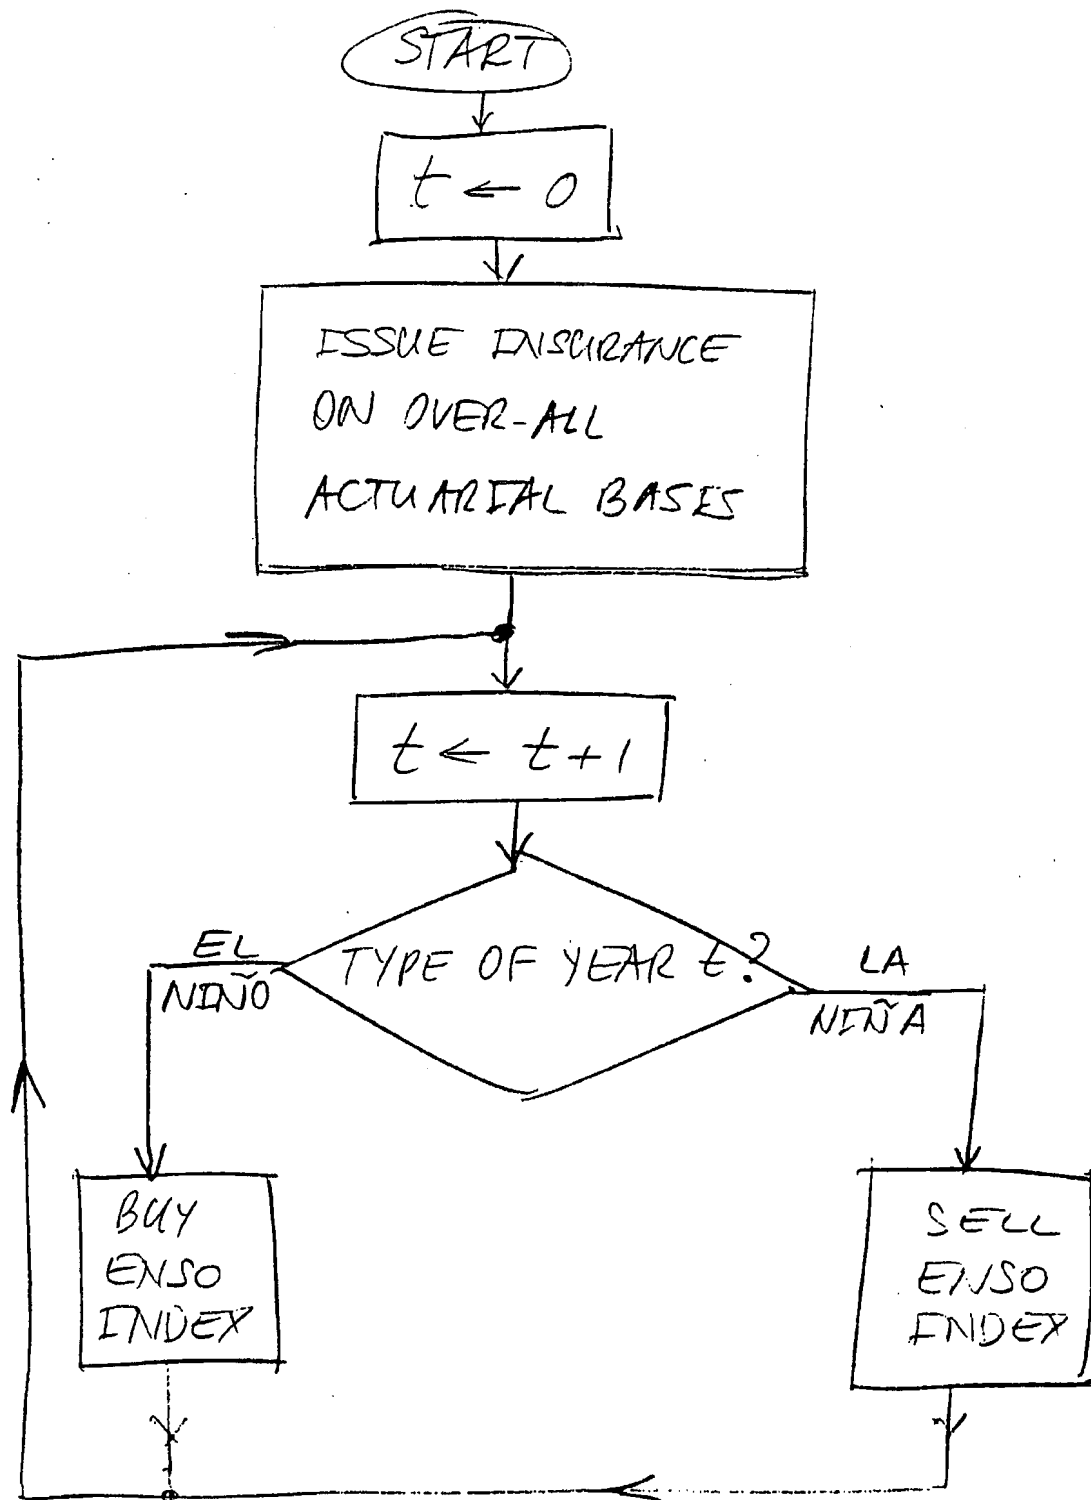 START
t ← 0
ISSUE INSURANCE
ON OVER-ALL
ACTUARIAL BASES
t ← t + 1
TYPE OF YEAR t?
EL
NIÑO
LA
NIÑA
BUY
ENSO
INDEX
SELL
ENSO
INDEX